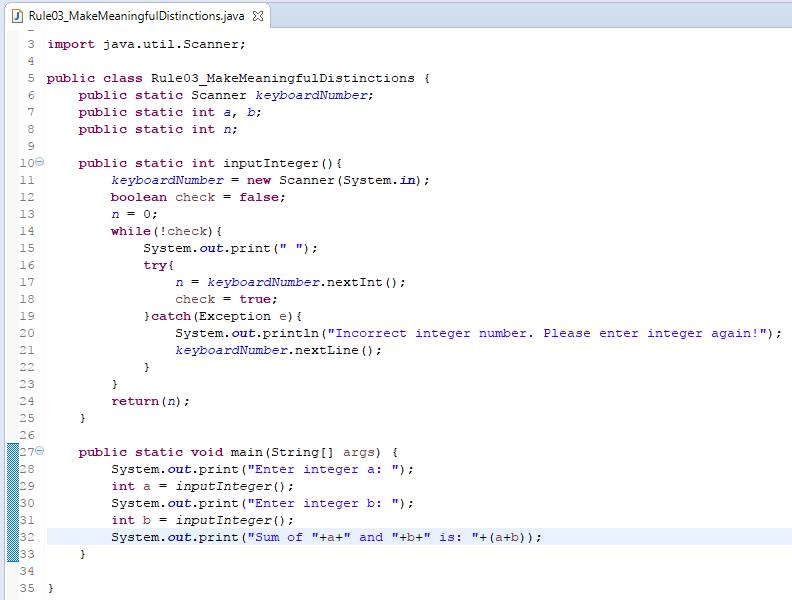 Rule03_MakeMeaningfulDistinctions.java
3 import java.util.Scanner;
4
5 public class Rule03_MakeMeaningfulDistinctions {
6     public static Scanner keyboardNumber;
7     public static int a, b;
8     public static int n;
9
10     public static int inputInteger(){
11         keyboardNumber = new Scanner(System.in);
12         boolean check = false;
13         n = 0;
14         while(!check){
15             System.out.print(" ");
16             try{
17                 n = keyboardNumber.nextInt();
18                 check = true;
19             }catch(Exception e){
20                 System.out.println("Incorrect integer number. Please enter integer again!");
21                 keyboardNumber.nextLine();
22             }
23         }
24         return(n);
25     }
26
27     public static void main(String[] args) {
28         System.out.print("Enter integer a: ");
29         int a = inputInteger();
30         System.out.print("Enter integer b: ");
31         int b = inputInteger();
32         System.out.print("Sum of "+a+" and "+b+" is: "+(a+b));
33     }
34
35 }